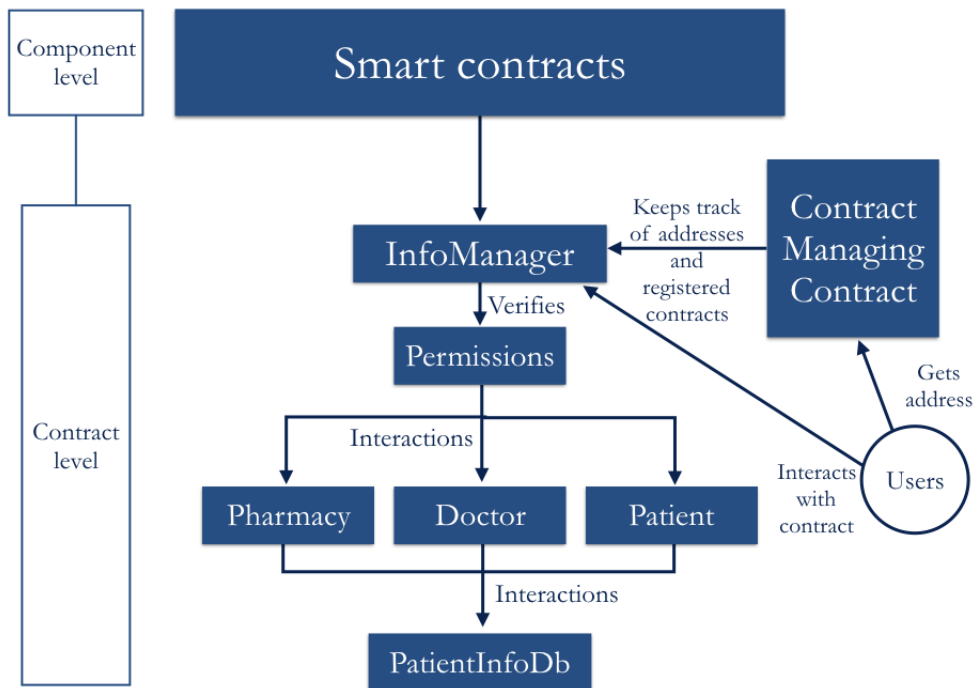 Component
level
Smart contracts
Contract
Managing
Contract
Keeps track
of addresses
and
registered
contracts
InfoManager
Verifies
Permissions
Gets
address
Contract
level
Interactions
Users
Interacts
with
contract
Pharmacy
Doctor
Patient
Interactions
PatientInfoDb